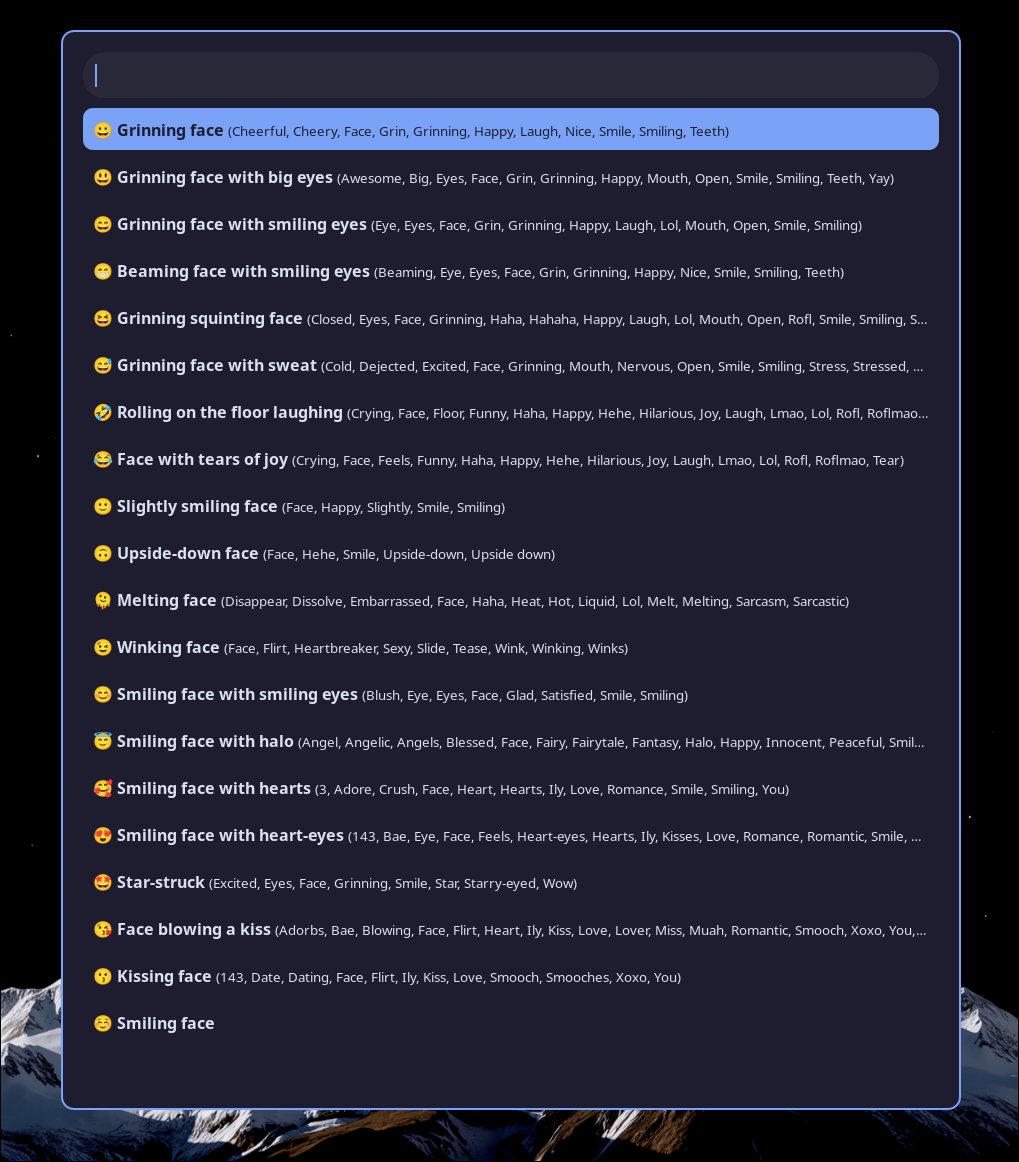 😀 Grinning face (Cheerful, Cheery, Face, Grin, Grinning, Happy, Laugh, Nice, Smile, Smiling, Teeth)
😃 Grinning face with big eyes (Awesome, Big, Eyes, Face, Grin, Grinning, Happy, Mouth, Open, Smile, Smiling, Teeth, Yay)
😄 Grinning face with smiling eyes (Eye, Eyes, Face, Grin, Grinning, Happy, Laugh, Lol, Mouth, Open, Smile, Smiling)
😁 Beaming face with smiling eyes (Beaming, Eye, Eyes, Face, Grin, Grinning, Happy, Nice, Smile, Smiling, Teeth)
😆 Grinning squinting face (Closed, Eyes, Face, Grinning, Haha, Hahaha, Happy, Laugh, Lol, Mouth, Open, Rofl, Smile, Smiling, S...
😅 Grinning face with sweat (Cold, Dejected, Excited, Face, Grinning, Mouth, Nervous, Open, Smile, Smiling, Stress, Stressed, ...
🤣 Rolling on the floor laughing (Crying, Face, Floor, Funny, Haha, Happy, Hehe, Hilarious, Joy, Laugh, Lmao, Lol, Rofl, Roflmao...
😂 Face with tears of joy (Crying, Face, Feels, Funny, Haha, Happy, Hehe, Hilarious, Joy, Laugh, Lmao, Lol, Rofl, Roflmao, Tear)
🙂 Slightly smiling face (Face, Happy, Slightly, Smile, Smiling)
🙃 Upside-down face (Face, Hehe, Smile, Upside-down, Upside down)
🫠 Melting face (Disappear, Dissolve, Embarrassed, Face, Haha, Heat, Hot, Liquid, Lol, Melt, Melting, Sarcasm, Sarcastic)
😉 Winking face (Face, Flirt, Heartbreaker, Sexy, Slide, Tease, Wink, Winking, Winks)
😊 Smiling face with smiling eyes (Blush, Eye, Eyes, Face, Glad, Satisfied, Smile, Smiling)
😇 Smiling face with halo (Angel, Angelic, Angels, Blessed, Face, Fairy, Fairytale, Fantasy, Halo, Happy, Innocent, Peaceful, Smil...
🥰 Smiling face with hearts (3, Adore, Crush, Face, Heart, Hearts, Ily, Love, Romance, Smile, Smiling, You)
😍 Smiling face with heart-eyes (143, Bae, Eye, Face, Feels, Heart-eyes, Hearts, Ily, Kisses, Love, Romance, Romantic, Smile, ...
🤩 Star-struck (Excited, Eyes, Face, Grinning, Smile, Star, Starry-eyed, Wow)
😘 Face blowing a kiss (Adorbs, Bae, Blowing, Face, Flirt, Heart, Ily, Kiss, Love, Lover, Miss, Muah, Romantic, Smooch, Xoxo, You,...
😗 Kissing face (143, Date, Dating, Face, Flirt, Ily, Kiss, Love, Smooch, Smooches, Xoxo, You)
☺️ Smiling face